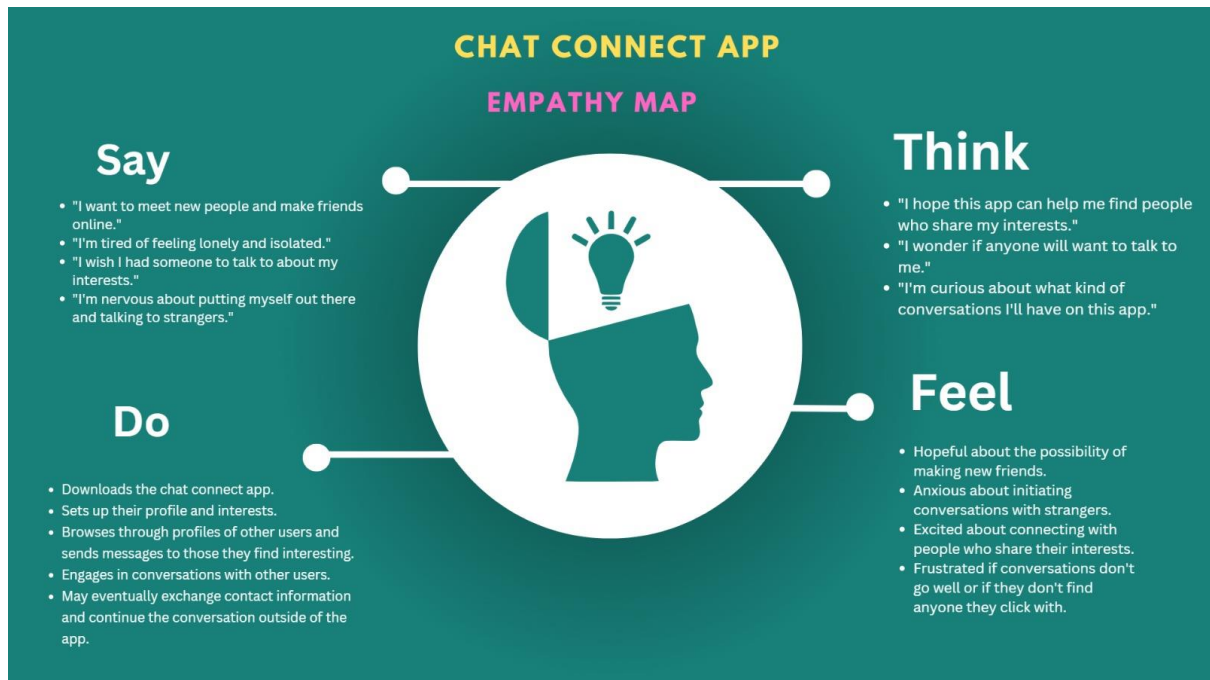 CHAT CONNECT APP
EMPATHY MAP
Say
• "I want to meet new people and make friends
online."
• "I'm tired of feeling lonely and isolated."
• "I wish I had someone to talk to about my
interests."
• "I'm nervous about putting myself out there
and talking to strangers."
Think
• "I hope this app can help me find people
who share my interests."
• "I wonder if anyone will want to talk to
me."
• "I'm curious about what kind of
conversations I'll have on this app."
Do
• Downloads the chat connect app.
• Sets up their profile and interests.
• Browses through profiles of other users and
sends messages to those they find interesting.
• Engages in conversations with other users.
• May eventually exchange contact information
and continue the conversation outside of the
app.
Feel
• Hopeful about the possibility of
making new friends.
• Anxious about initiating
conversations with strangers.
• Excited about connecting with
people who share their interests.
• Frustrated if conversations don't
go well or if they don't find
anyone they click with.